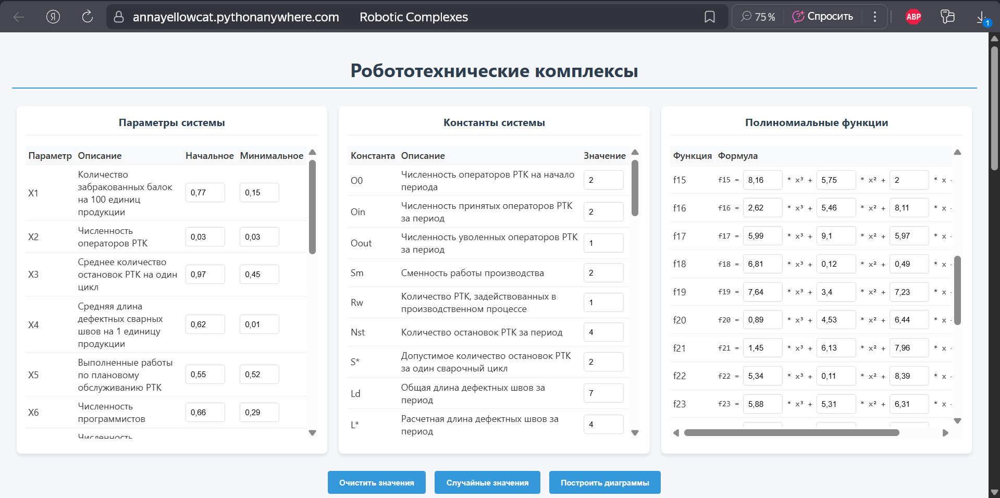 annayellowcat.pythonanywhere.com Robotic Complexes 75% Спросить ABP 1
Робототехнические комплексы
Параметры системы
Параметр Описание Начальное Минимальное
X1 Количество забракованных балок на 100 единиц продукции 0,77 0,15
X2 Численность операторов РТК 0,03 0,03
X3 Среднее количество остановок РТК на один цикл 0,97 0,45
X4 Средняя длина дефектных сварных швов на 1 единицу продукции 0,62 0,01
X5 Выполненные работы по плановому обслуживанию РТК 0,55 0,52
X6 Численность программистов 0,66 0,29
Численность
Константы системы
Константа Описание Значение
O0 Численность операторов РТК на начало периода 2
Oin Численность принятых операторов РТК за период 2
Oout Численность уволенных операторов РТК за период 1
Sm Сменность работы производства 2
Rw Количество РТК, задействованных в производственном процессе 1
Nst Количество остановок РТК за период 4
S* Допустимое количество остановок РТК за один сварочный цикл 2
Ld Общая длина дефектных швов за период 7
L* Расчетная длина дефектных швов за период 4
Полиномиальные функции
Функция Формула
f15 f15 = 8,16 * x³ + 5,75 * x² + 2 * x
f16 f16 = 2,62 * x³ + 5,46 * x² + 8,11 * x
f17 f17 = 5,99 * x³ + 9,1 * x² + 5,97 * x
f18 f18 = 6,81 * x³ + 0,12 * x² + 0,49 * x
f19 f19 = 7,64 * x³ + 3,4 * x² + 7,23 * x
f20 f20 = 0,89 * x³ + 4,53 * x² + 6,44 * x
f21 f21 = 1,45 * x³ + 6,13 * x² + 7,96 * x
f22 f22 = 5,34 * x³ + 0,11 * x² + 8,39 * x
f23 f23 = 5,88 * x³ + 5,31 * x² + 6,31 * x
Очистить значения Случайные значения Построить диаграммы